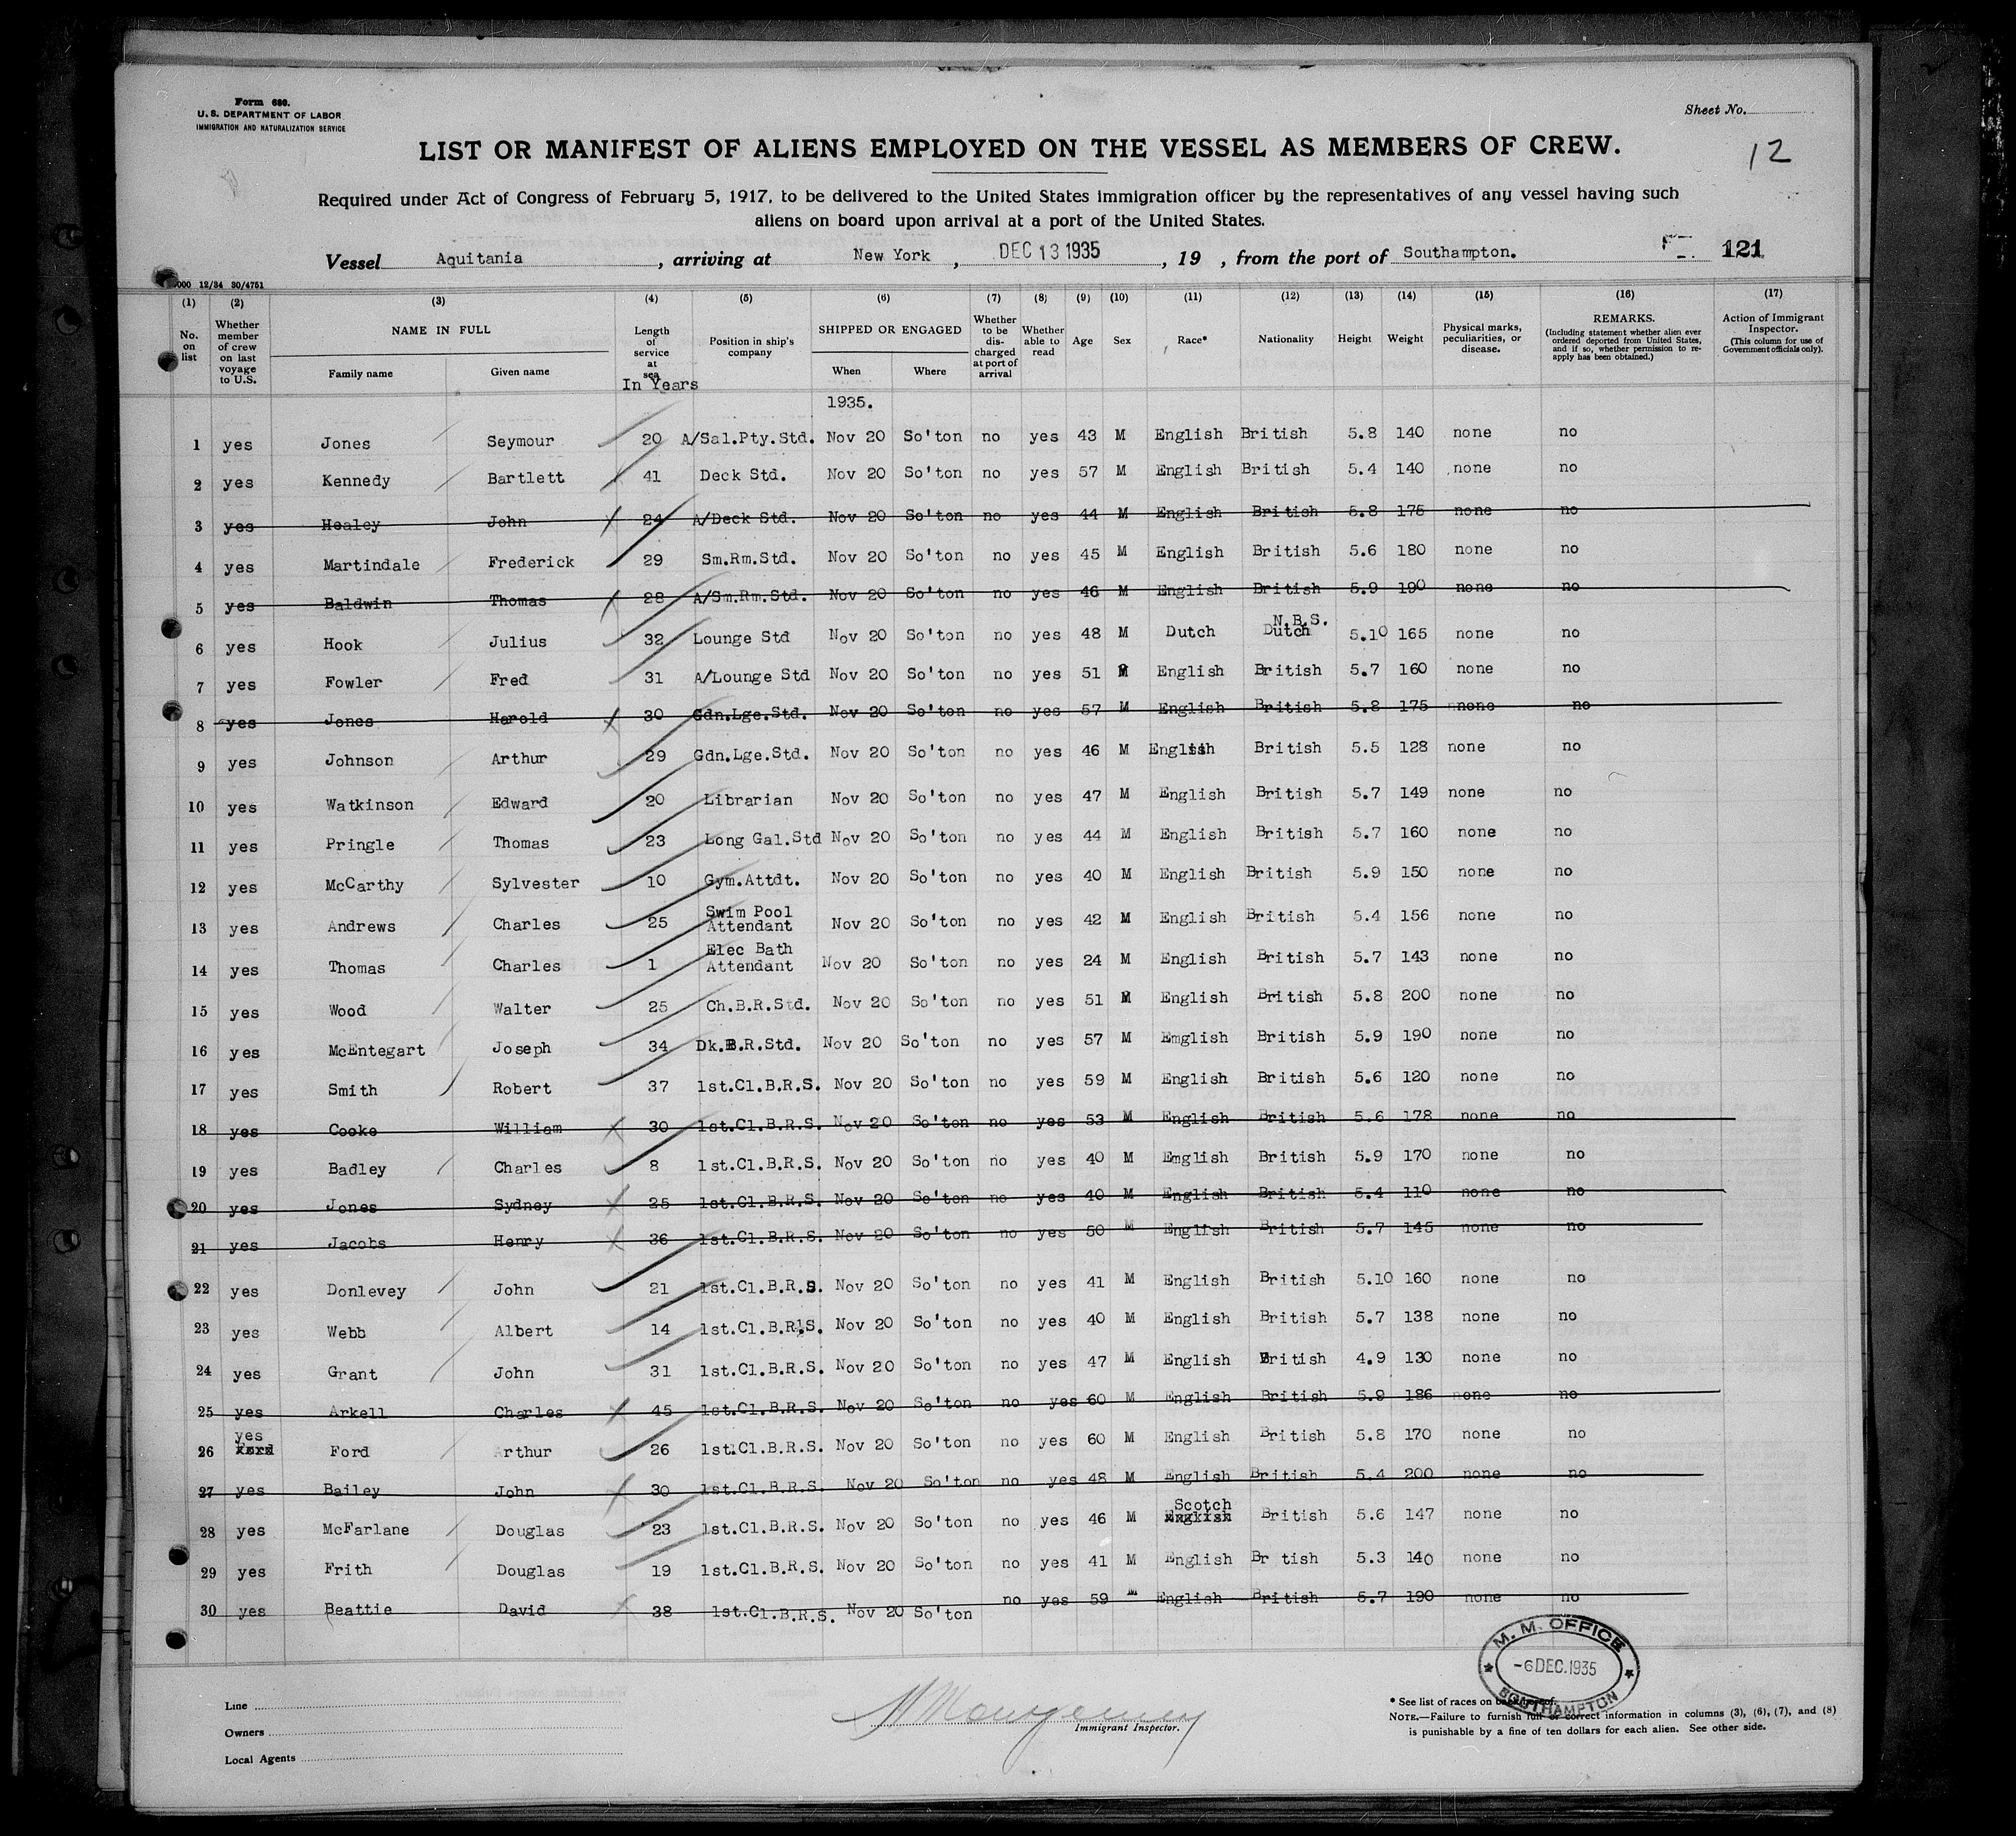 Form 680.
U. S. DEPARTMENT OF LABOR
IMMIGRATION AND NATURALIZATION SERVICE
Sheet No.
LIST OR MANIFEST OF ALIENS EMPLOYED ON THE VESSEL AS MEMBERS OF CREW.
12
Required under Act of Congress of February 5, 1917, to be delivered to the United States immigration officer by the representatives of any vessel having such
aliens on board upon arrival at a port of the United States.
Vessel Aquitania , arriving at New York , DEC 13 1935 , 19 , from the port of Southampton. 121
000 12/34 30/4751
(1) (2) (3) (4) (5) (6) (7) (8) (9) (10) (11) (12) (13) (14) (15) (16) (17)
No. on list
Whether member of crew on last voyage to U.S.
NAME IN FULL
Family name Given name
Length of service at sea
In Years
Position in ship's company
SHIPPED OR ENGAGED
When Where
Whether to be discharged at port of arrival
Whether able to read
Age
Sex
Race*
Nationality
Height
Weight
Physical marks, peculiarities, or disease.
REMARKS.
(Including statement whether alien ever ordered deported from United States, and if so, whether permission to reapply has been obtained.)
Action of Immigrant Inspector.
(This column for use of Government officials only).
1935.
1 yes Jones Seymour 20 A/Sal.Pty.Std. Nov 20 So'ton no yes 43 M English British 5.8 140 none no
2 yes Kennedy Bartlett 41 Deck Std. Nov 20 So'ton no yes 57 M English British 5.4 140 none no
3 yes Healey John 24 A/Deck Std. Nov 20 So'ton no yes 44 M English British 5.8 175 none no
4 yes Martindale Frederick 29 Sm.Rm.Std. Nov 20 So'ton no yes 45 M English British 5.6 180 none no
5 yes Baldwin Thomas 28 A/Sm.Rm.Std. Nov 20 So'ton no yes 46 M English British 5.9 190 none no
6 yes Hook Julius 32 Lounge Std Nov 20 So'ton no yes 48 M Dutch N.B.S. Dutch 5.10 165 none no
7 yes Fowler Fred 31 A/Lounge Std Nov 20 So'ton no yes 51 M English British 5.7 160 none no
8 yes Jones Harold 30 Gdn.Lge.Std. Nov 20 So'ton no yes 57 M English British 5.8 175 none no
9 yes Johnson Arthur 29 Gdn.Lge.Std. Nov 20 So'ton no yes 46 M English British 5.5 128 none no
10 yes Watkinson Edward 20 Librarian Nov 20 So'ton no yes 47 M English British 5.7 149 none no
11 yes Pringle Thomas 23 Long Gal.Std Nov 20 So'ton no yes 44 M English British 5.7 160 none no
12 yes McCarthy Sylvester 10 Gym.Attdt. Nov 20 So'ton no yes 40 M English British 5.9 150 none no
13 yes Andrews Charles 25 Swim Pool Attendant Nov 20 So'ton no yes 42 M English British 5.4 156 none no
14 yes Thomas Charles 1 Elec Bath Attendant Nov 20 So'ton no yes 24 M English British 5.7 143 none no
15 yes Wood Walter 25 Ch.B.R.Std. Nov 20 So'ton no yes 51 M English British 5.8 200 none no
16 yes McEntegart Joseph 34 Dk.B.R.Std. Nov 20 So'ton no yes 57 M Emglish British 5.9 190 none no
17 yes Smith Robert 37 1st.Cl.B.R.S. Nov 20 So'ton no yes 59 M English British 5.6 120 none no
18 yes Cooke William 30 1st.Cl.B.R.S. Nov 20 So'ton no yes 53 M English British 5.6 178 none no
19 yes Badley Charles 8 1st.Cl.B.R.S. Nov 20 So'ton no yes 40 M Emglish British 5.9 170 none no
20 yes Jones Sydney 25 1st.Cl.B.R.S. Nov 20 So'ton no yes 40 M English British 5.4 110 none no
21 yes Jacobs Henry 36 1st.Cl.B.R.S. Nov 20 So'ton no yes 50 M English British 5.7 145 none no
22 yes Donlevey John 21 1st.Cl.B.R.S. Nov 20 So'ton no yes 41 M English British 5.10 160 none no
23 yes Webb Albert 14 1st.Cl.B.R.S. Nov 20 So'ton no yes 40 M English British 5.7 138 none no
24 yes Grant John 31 1st.Cl.B.R.S. Nov 20 So'ton no yes 47 M English British 4.9 130 none no
25 yes Arkell Charles 45 1st.Cl.B.R.S. Nov 20 So'ton no yes 60 M English British 5.9 186 none no
26 yes Ford Ford Arthur 26 1st.Cl.B.R.S. Nov 20 So'ton no yes 60 M English British 5.8 170 none no
27 yes Bailey John 30 1st.Cl.B.R.S. Nov 20 So'ton no yes 48 M English British 5.4 200 none no
28 yes McFarlane Douglas 23 1st.Cl.B.R.S. Nov 20 So'ton no yes 46 M Scotch English British 5.6 147 none no
29 yes Frith Douglas 19 1st.Cl.B.R.S. Nov 20 So'ton no yes 41 M English Br tish 5.3 140 none no
30 yes Beattie David 38 1st.Cl.B.R.S. Nov 20 So'ton no yes 59 M English British 5.7 190 none no
M. M. OFFICE
-6 DEC. 1935
SOUTHAMPTON
Line
Owners
Local Agents
Immigrant Inspector.
* See list of races on back hereof.
NOTE.—Failure to furnish full or correct information in columns (3), (6), (7), and (8)
is punishable by a fine of ten dollars for each alien. See other side.